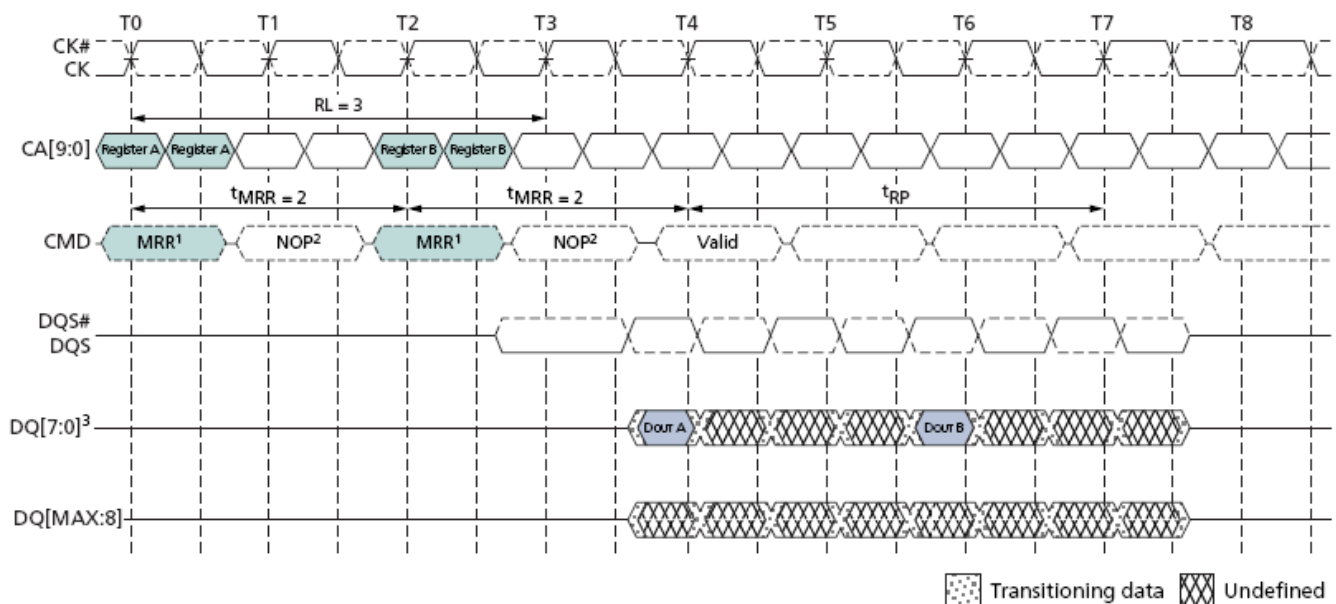 T0 T1 T2 T3 T4 T5 T6 T7 T8
CK#
CK
RL = 3
CA[9:0] Register A Register A Register B Register B
tMRR = 2 tMRR = 2 tRP
CMD MRR1 NOP2 MRR1 NOP2 Valid
DQS#
DQS
DQ[7:0]3 DOUT A DOUT B
DQ[MAX:8]
Transitioning data Undefined